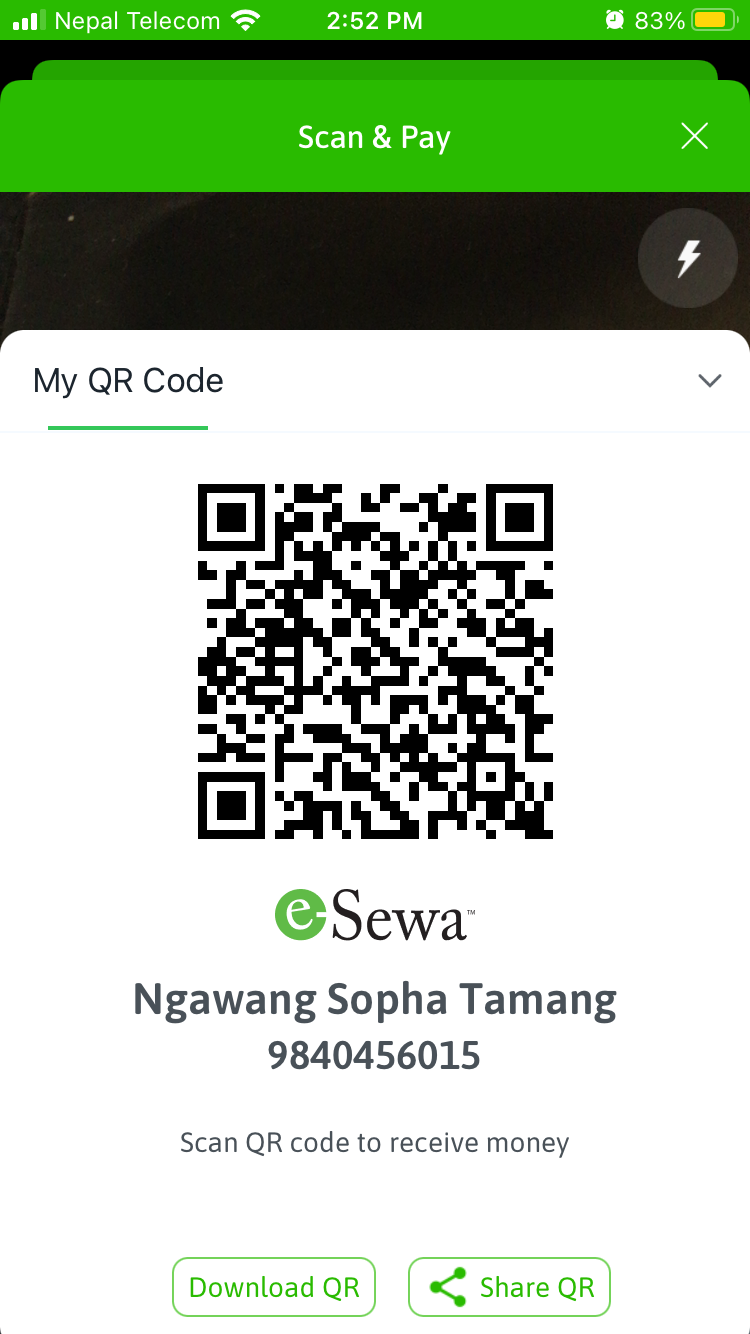 Nepal Telecom 2:52 PM 83%
Scan & Pay
My QR Code
e-Sewa™
Ngawang Sopha Tamang
9840456015
Scan QR code to receive money
Download QR Share QR